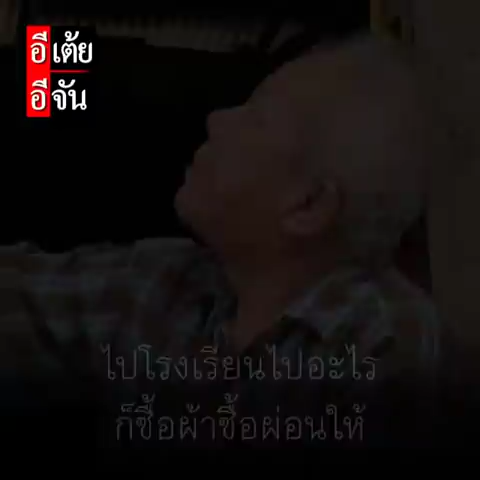 อีเต้ย
อีจัน
ไปโรงเรียนไปอะไร
ก็ซื้อผ้าซื้อผ่อนให้